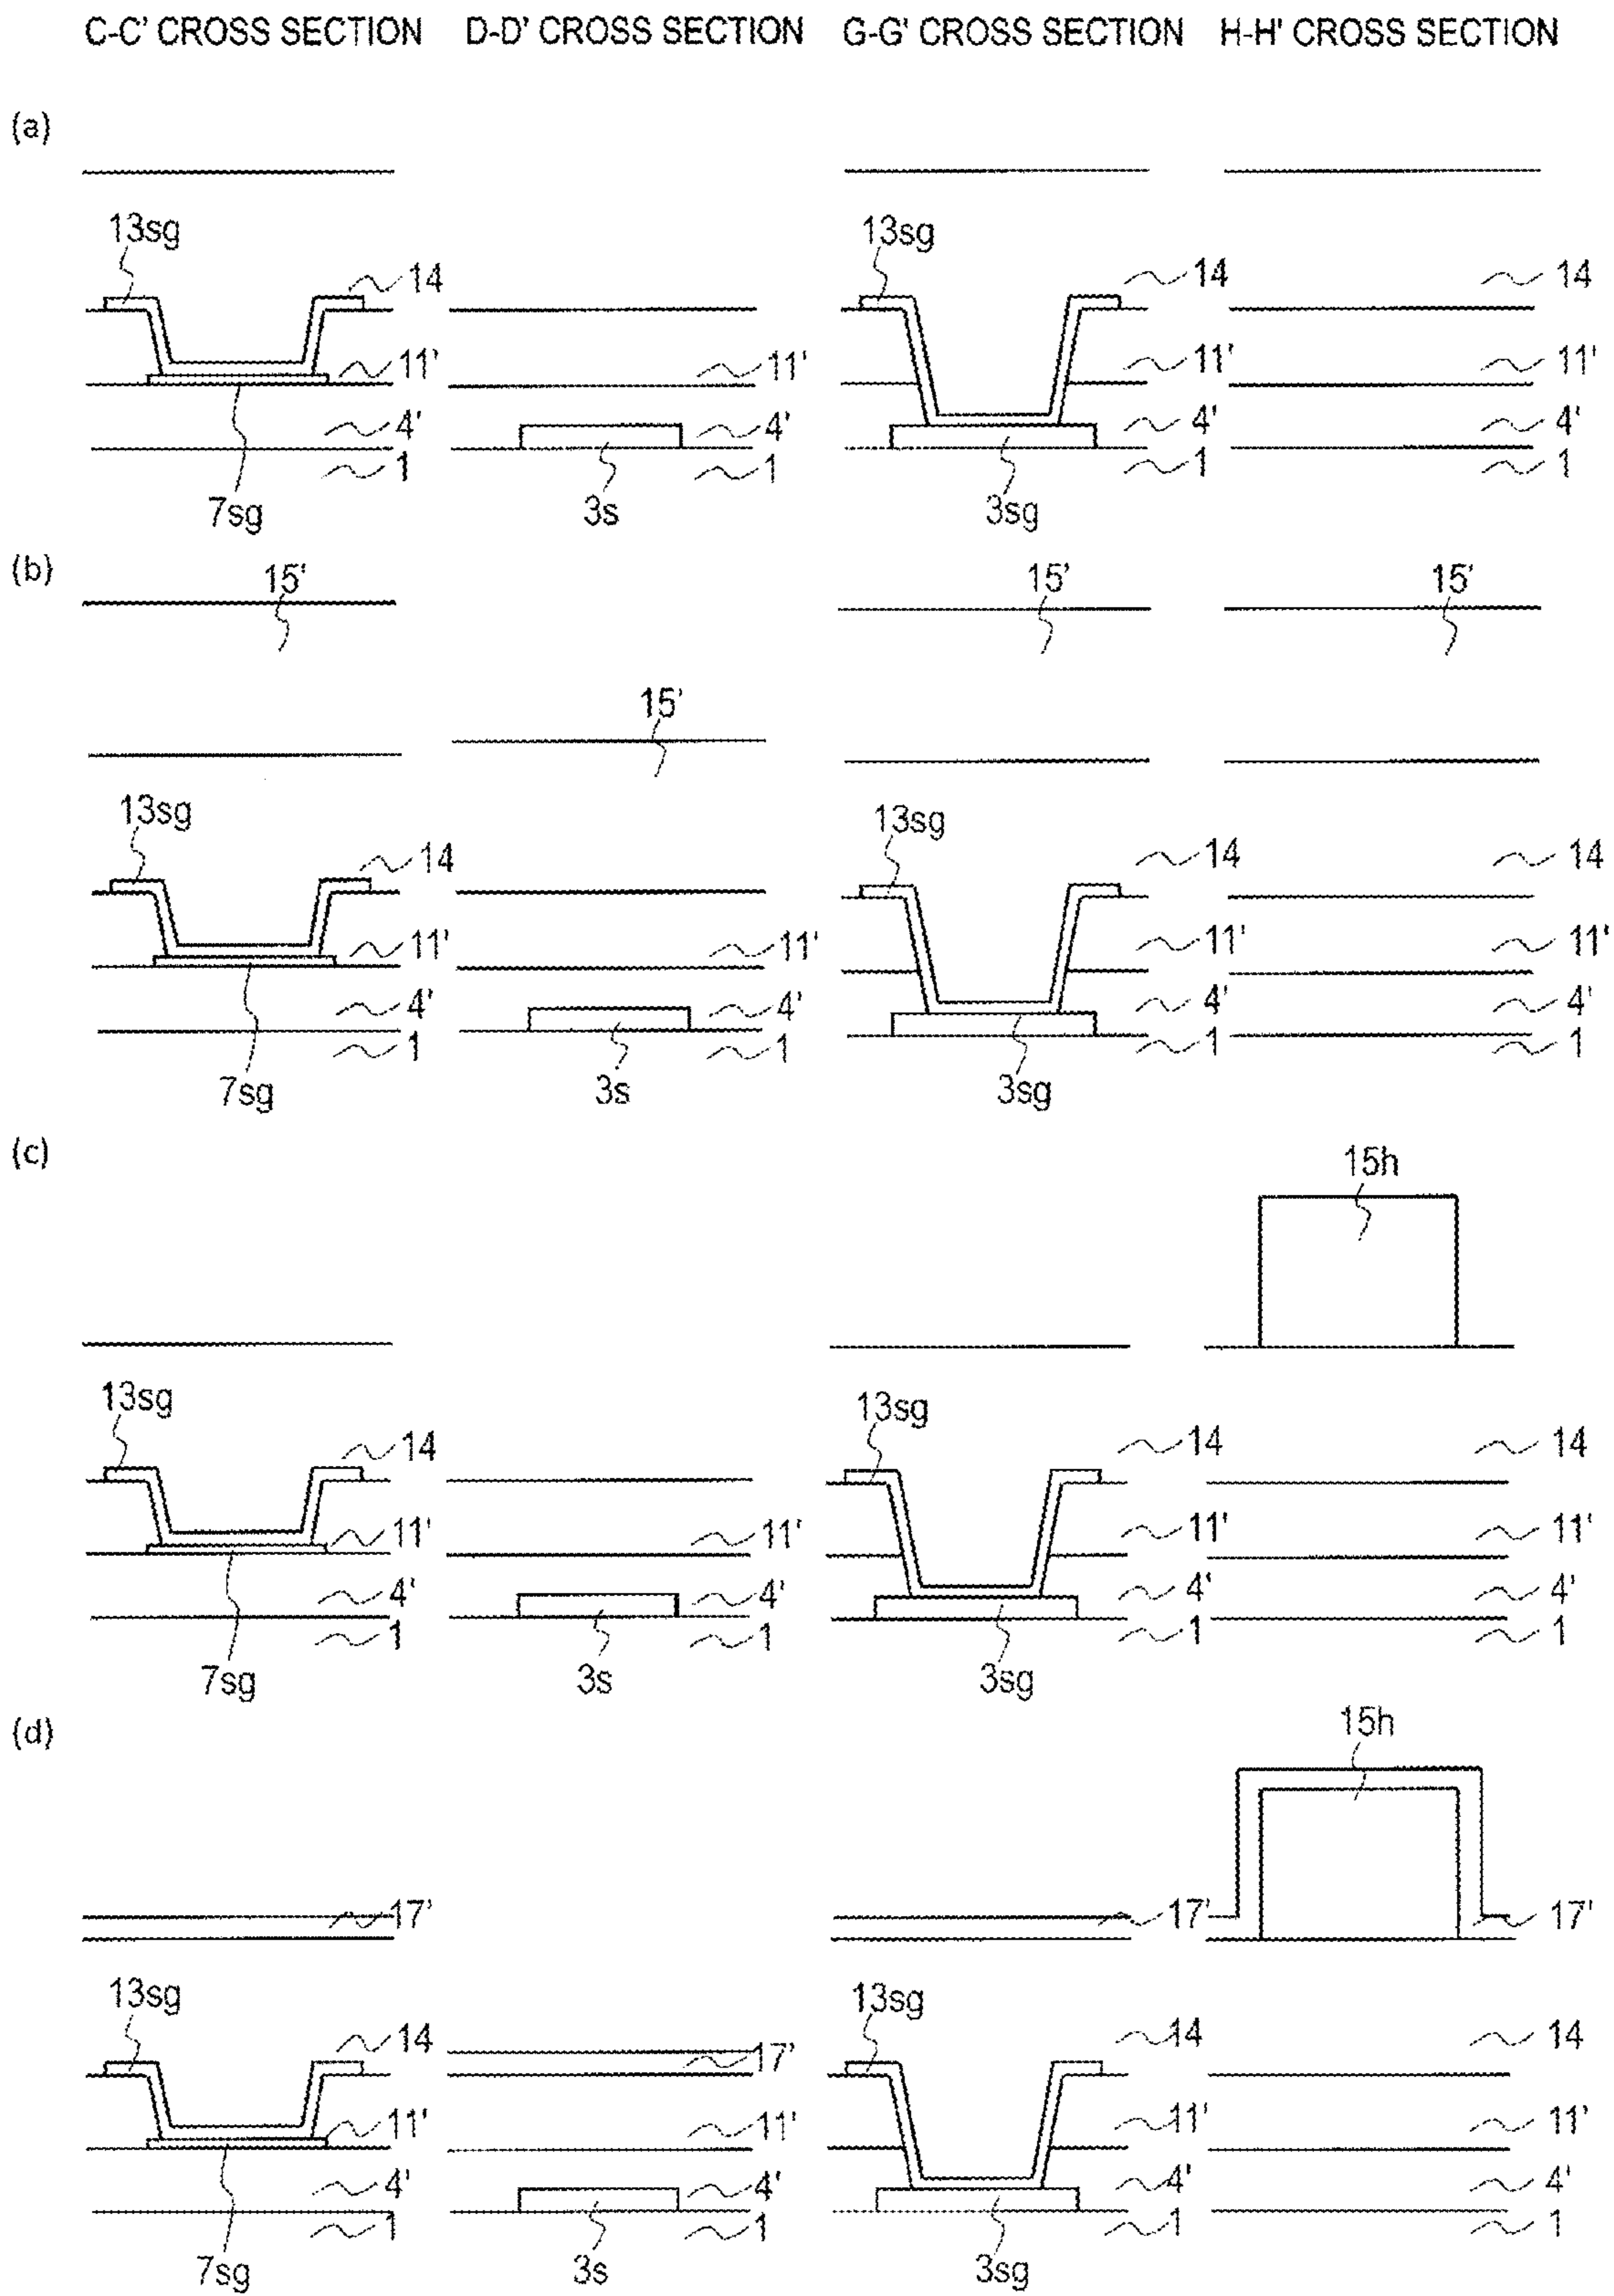 C-C' CROSS SECTION D-D' CROSS SECTION G-G' CROSS SECTION H-H' CROSS SECTION
(a)
13sg 13sg
14 14 14
11' 11' 11' 11'
4' 4' 4' 4'
1 1 1 1
7sg 3s 3sg
(b)
15' 15' 15'
15'
13sg 13sg
14 14 14
11' 11' 11' 11'
4' 4' 4' 4'
1 1 1 1
7sg 3s 3sg
(c)
15h
13sg 13sg
14 14 14
11' 11' 11' 11'
4' 4' 4' 4'
1 1 1 1
7sg 3s 3sg
(d)
15h
17' 17' 17'
13sg 13sg
14 14 14
17'
11' 11' 11' 11'
4' 4' 4' 4'
1 1 1 1
7sg 3s 3sg